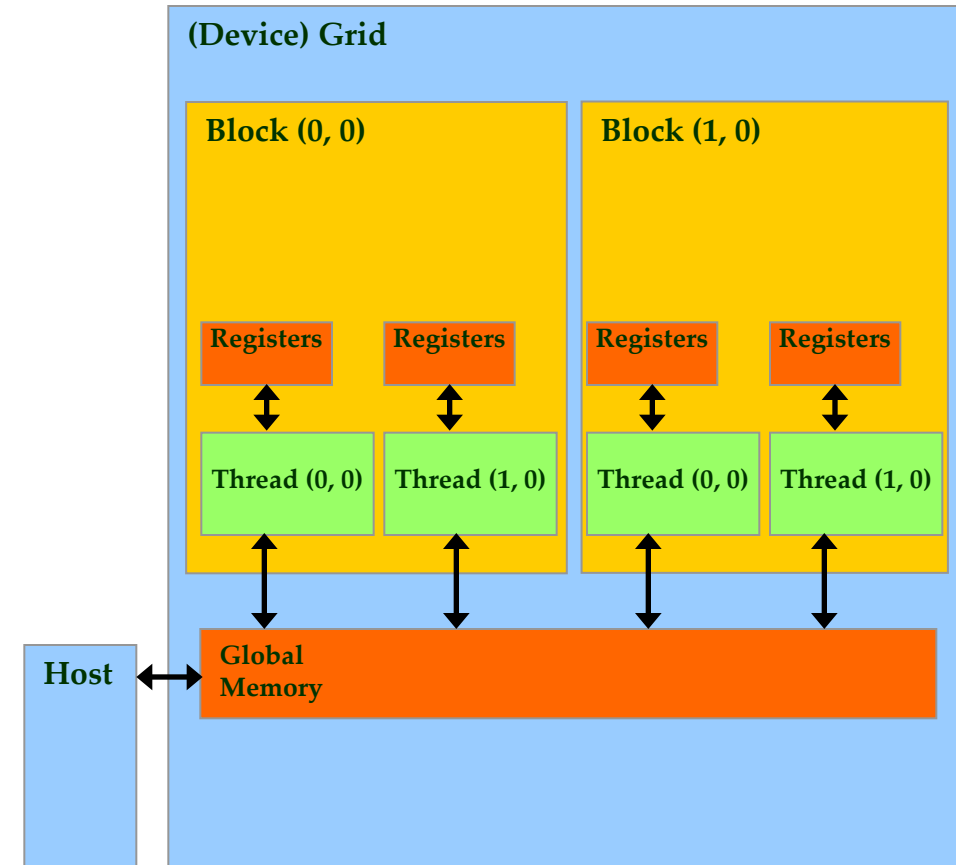 (Device) Grid
Block (0, 0)
Block (1, 0)
Registers
Registers
Registers
Registers
Thread (0, 0)
Thread (1, 0)
Thread (0, 0)
Thread (1, 0)
Global
Memory
Host